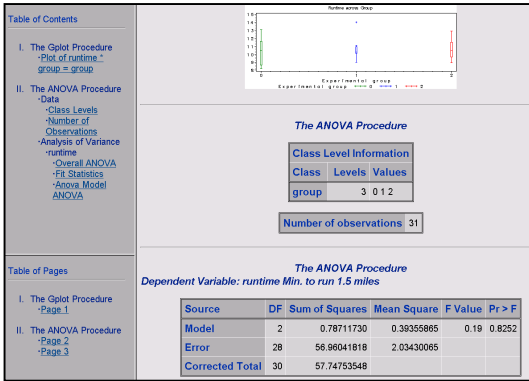 Table of Contents
I. The Gplot Procedure
·Plot of runtime *
group = group
II. The ANOVA Procedure
·Data
·Class Levels
·Number of
Observations
·Analysis of Variance
·runtime
·Overall ANOVA
·Fit Statistics
·Anova Model
ANOVA
Table of Pages
I. The Gplot Procedure
·Page 1
II. The ANOVA Procedure
·Page 2
·Page 3
Runtime across Group
0 1 2
Experimental group
Experimental group 0 1 2
The ANOVA Procedure
Class Level Information
Class Levels Values
group 3 0 1 2
Number of observations 31
The ANOVA Procedure
Dependent Variable: runtime Min. to run 1.5 miles
Source DF Sum of Squares Mean Square F Value Pr > F
Model 2 0.78711730 0.39355865 0.19 0.8252
Error 28 56.96041818 2.03430065
Corrected Total 30 57.74753548